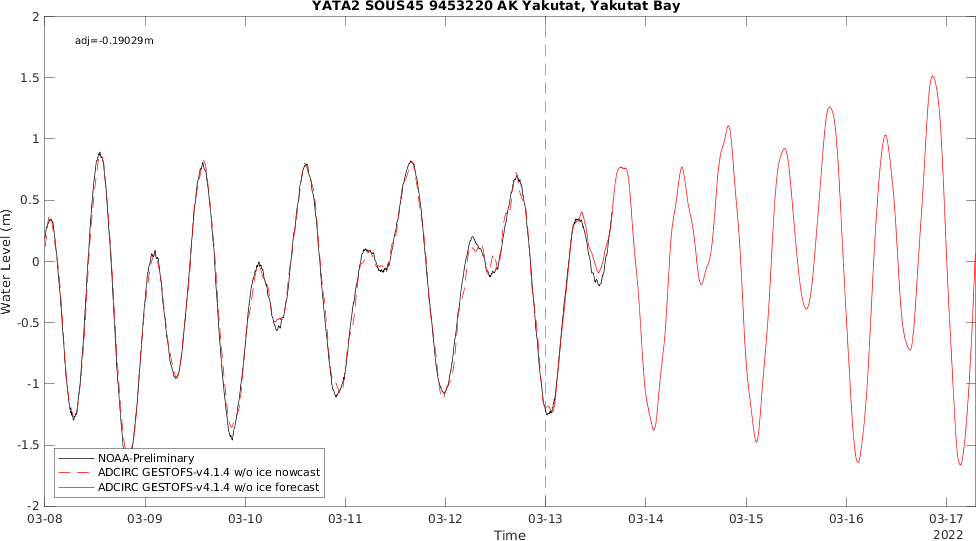 YATA2 SOUS45 9453220 AK Yakutat, Yakutat Bay
adj=-0.19029m
2
1.5
1
0.5
0
-0.5
-1
-1.5
-2
Water Level (m)
NOAA-Preliminary
ADCIRC GESTOFS-v4.1.4 w/o ice nowcast
ADCIRC GESTOFS-v4.1.4 w/o ice forecast
03-08 03-09 03-10 03-11 03-12 03-13 03-14 03-15 03-16 03-17
Time
2022